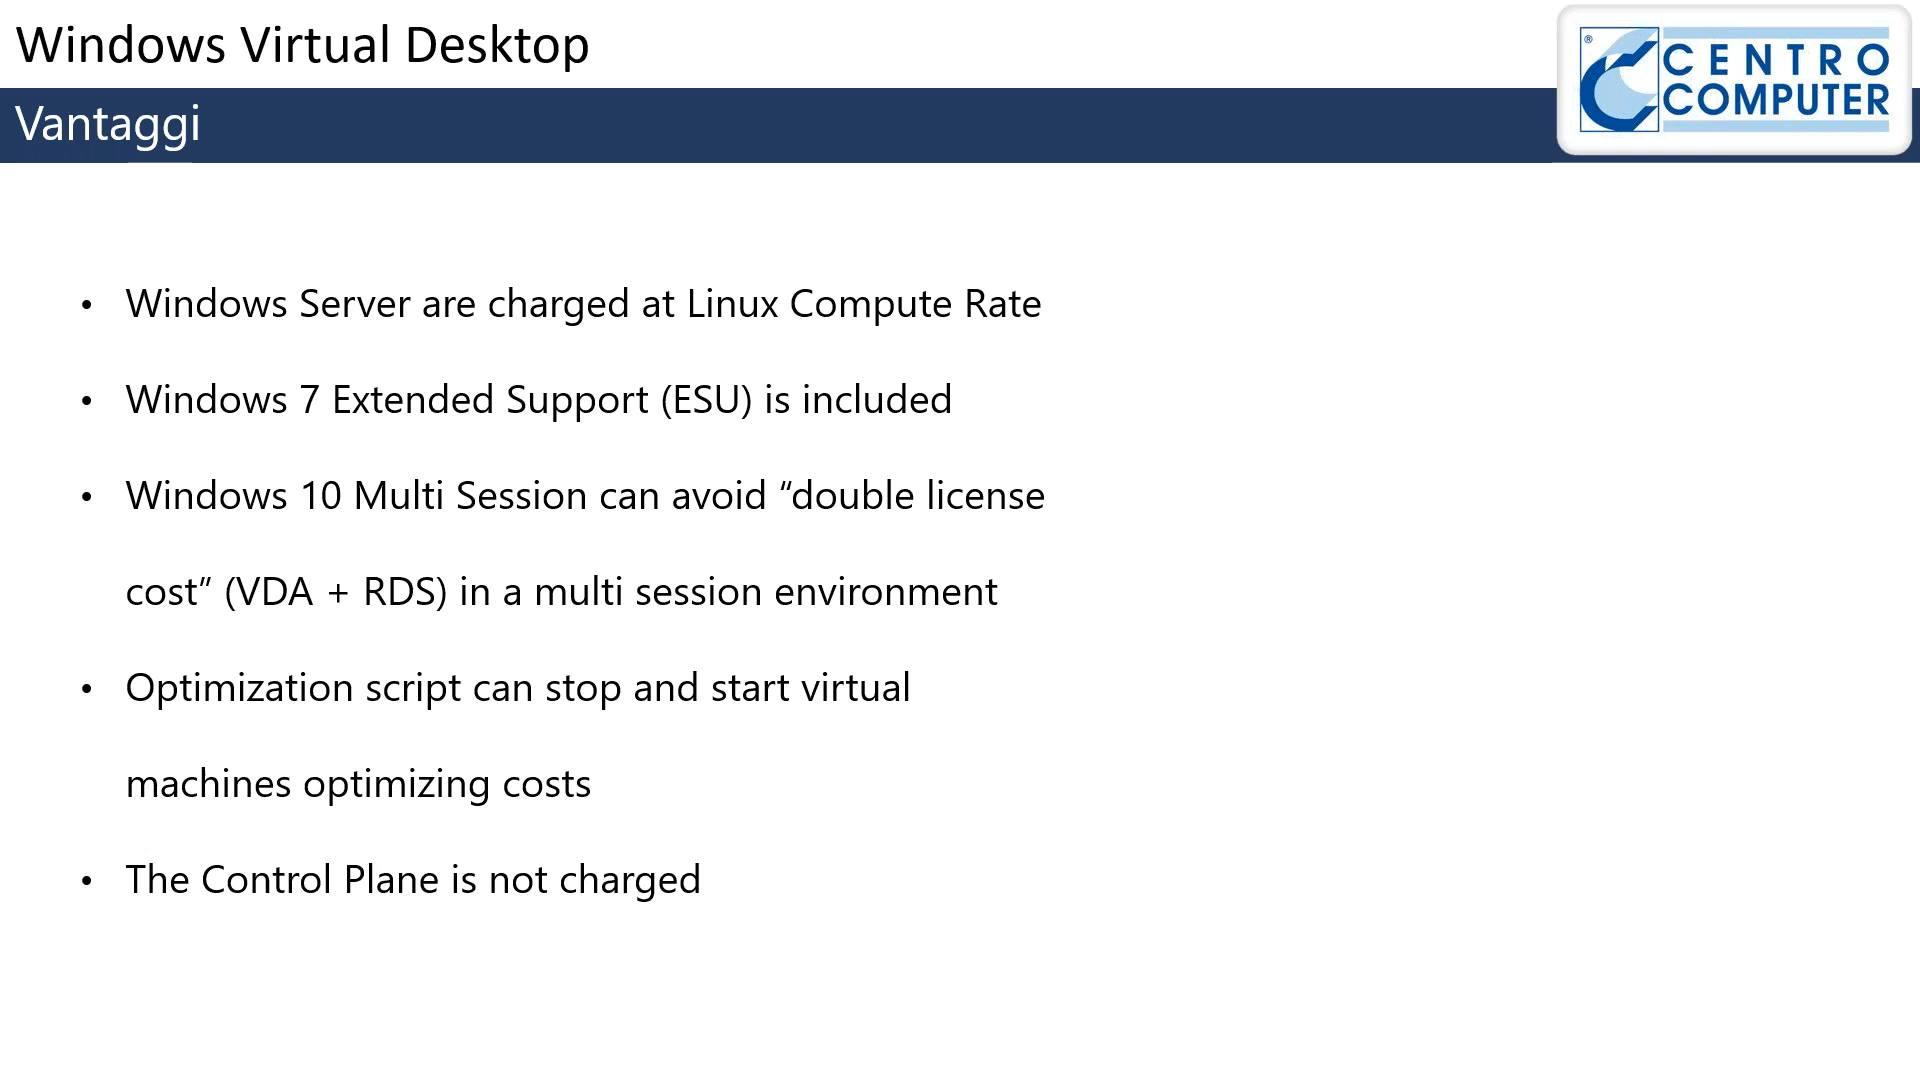 Windows Virtual Desktop
Vantaggi
® CENTRO
COMPUTER
• Windows Server are charged at Linux Compute Rate
• Windows 7 Extended Support (ESU) is included
• Windows 10 Multi Session can avoid “double license
cost” (VDA + RDS) in a multi session environment
• Optimization script can stop and start virtual
machines optimizing costs
• The Control Plane is not charged